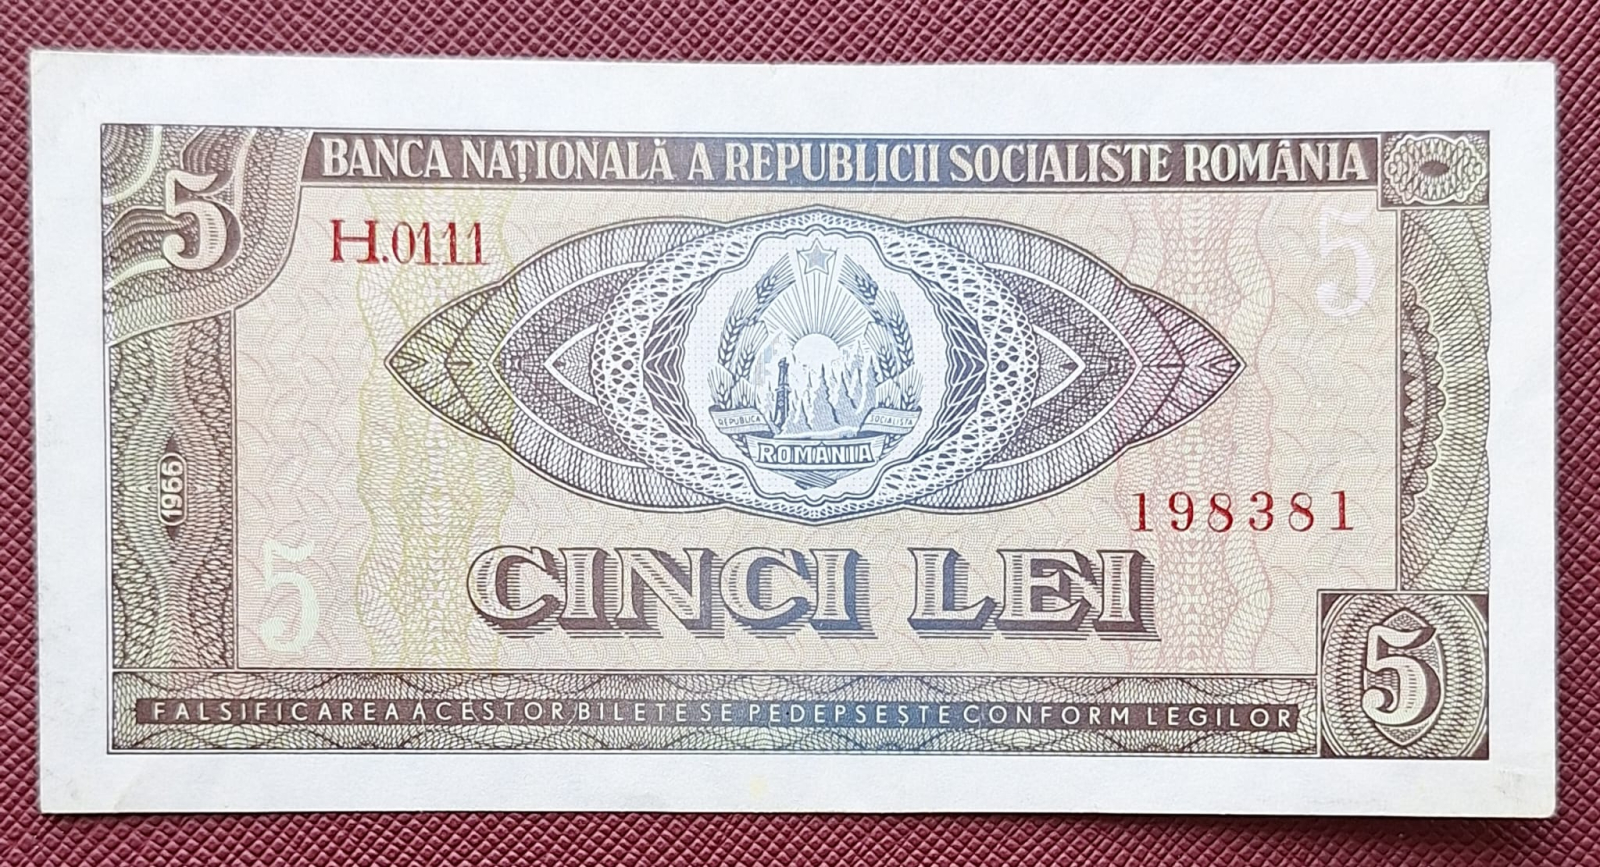 BANCA NAȚIONALĂ A REPUBLICII SOCIALISTE ROMÂNIA
5
H.0111
5
REPUBLICA SOCIALISTA
ROMÂNIA
1966
198381
5
CINCI LEI
5
FALSIFICAREA ACESTOR BILETE SE PEDEPSEȘTE CONFORM LEGILOR